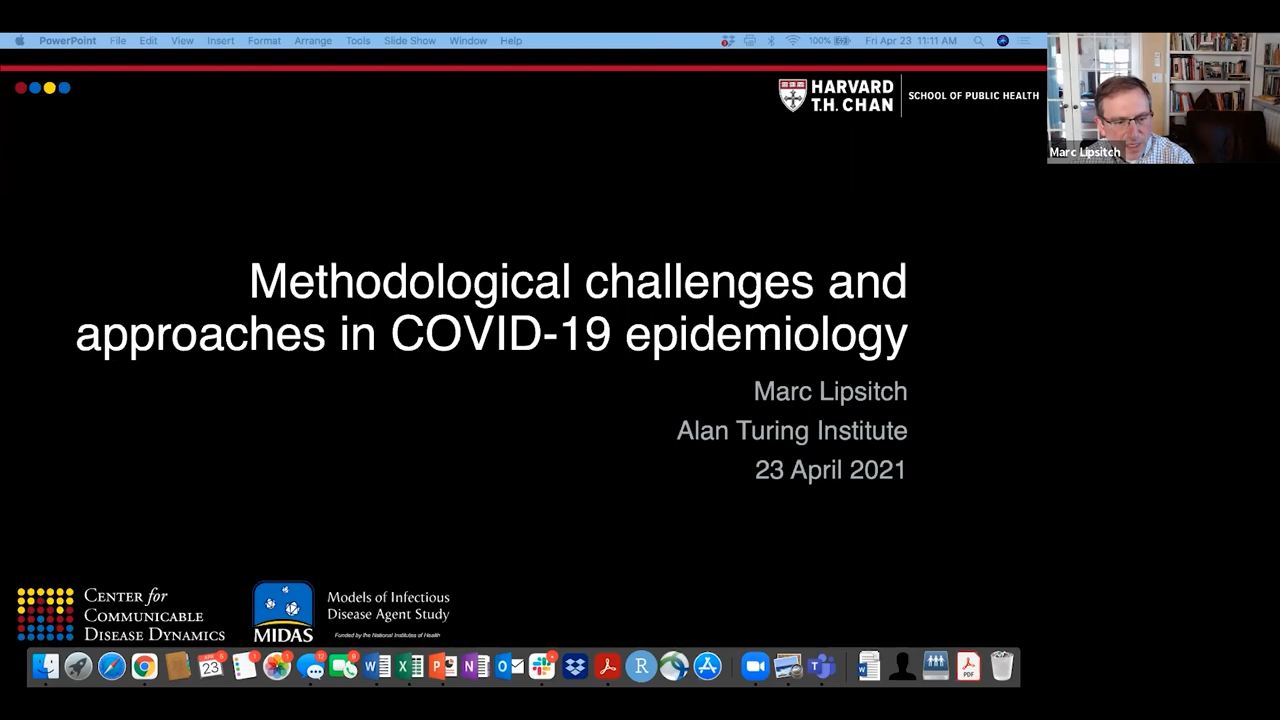 PowerPoint File Edit View Insert Format Arrange Tools Slide Show Window Help 100% Fri Apr 23 11:11 AM
HARVARD
T.H. CHAN
SCHOOL OF PUBLIC HEALTH
Marc Lipsitch
Methodological challenges and
approaches in COVID-19 epidemiology
Marc Lipsitch
Alan Turing Institute
23 April 2021
CENTER for
COMMUNICABLE
DISEASE DYNAMICS
MIDAS
Models of Infectious
Disease Agent Study
Funded by the National Institutes of Health
APR
23
W X P N O R W
PDF